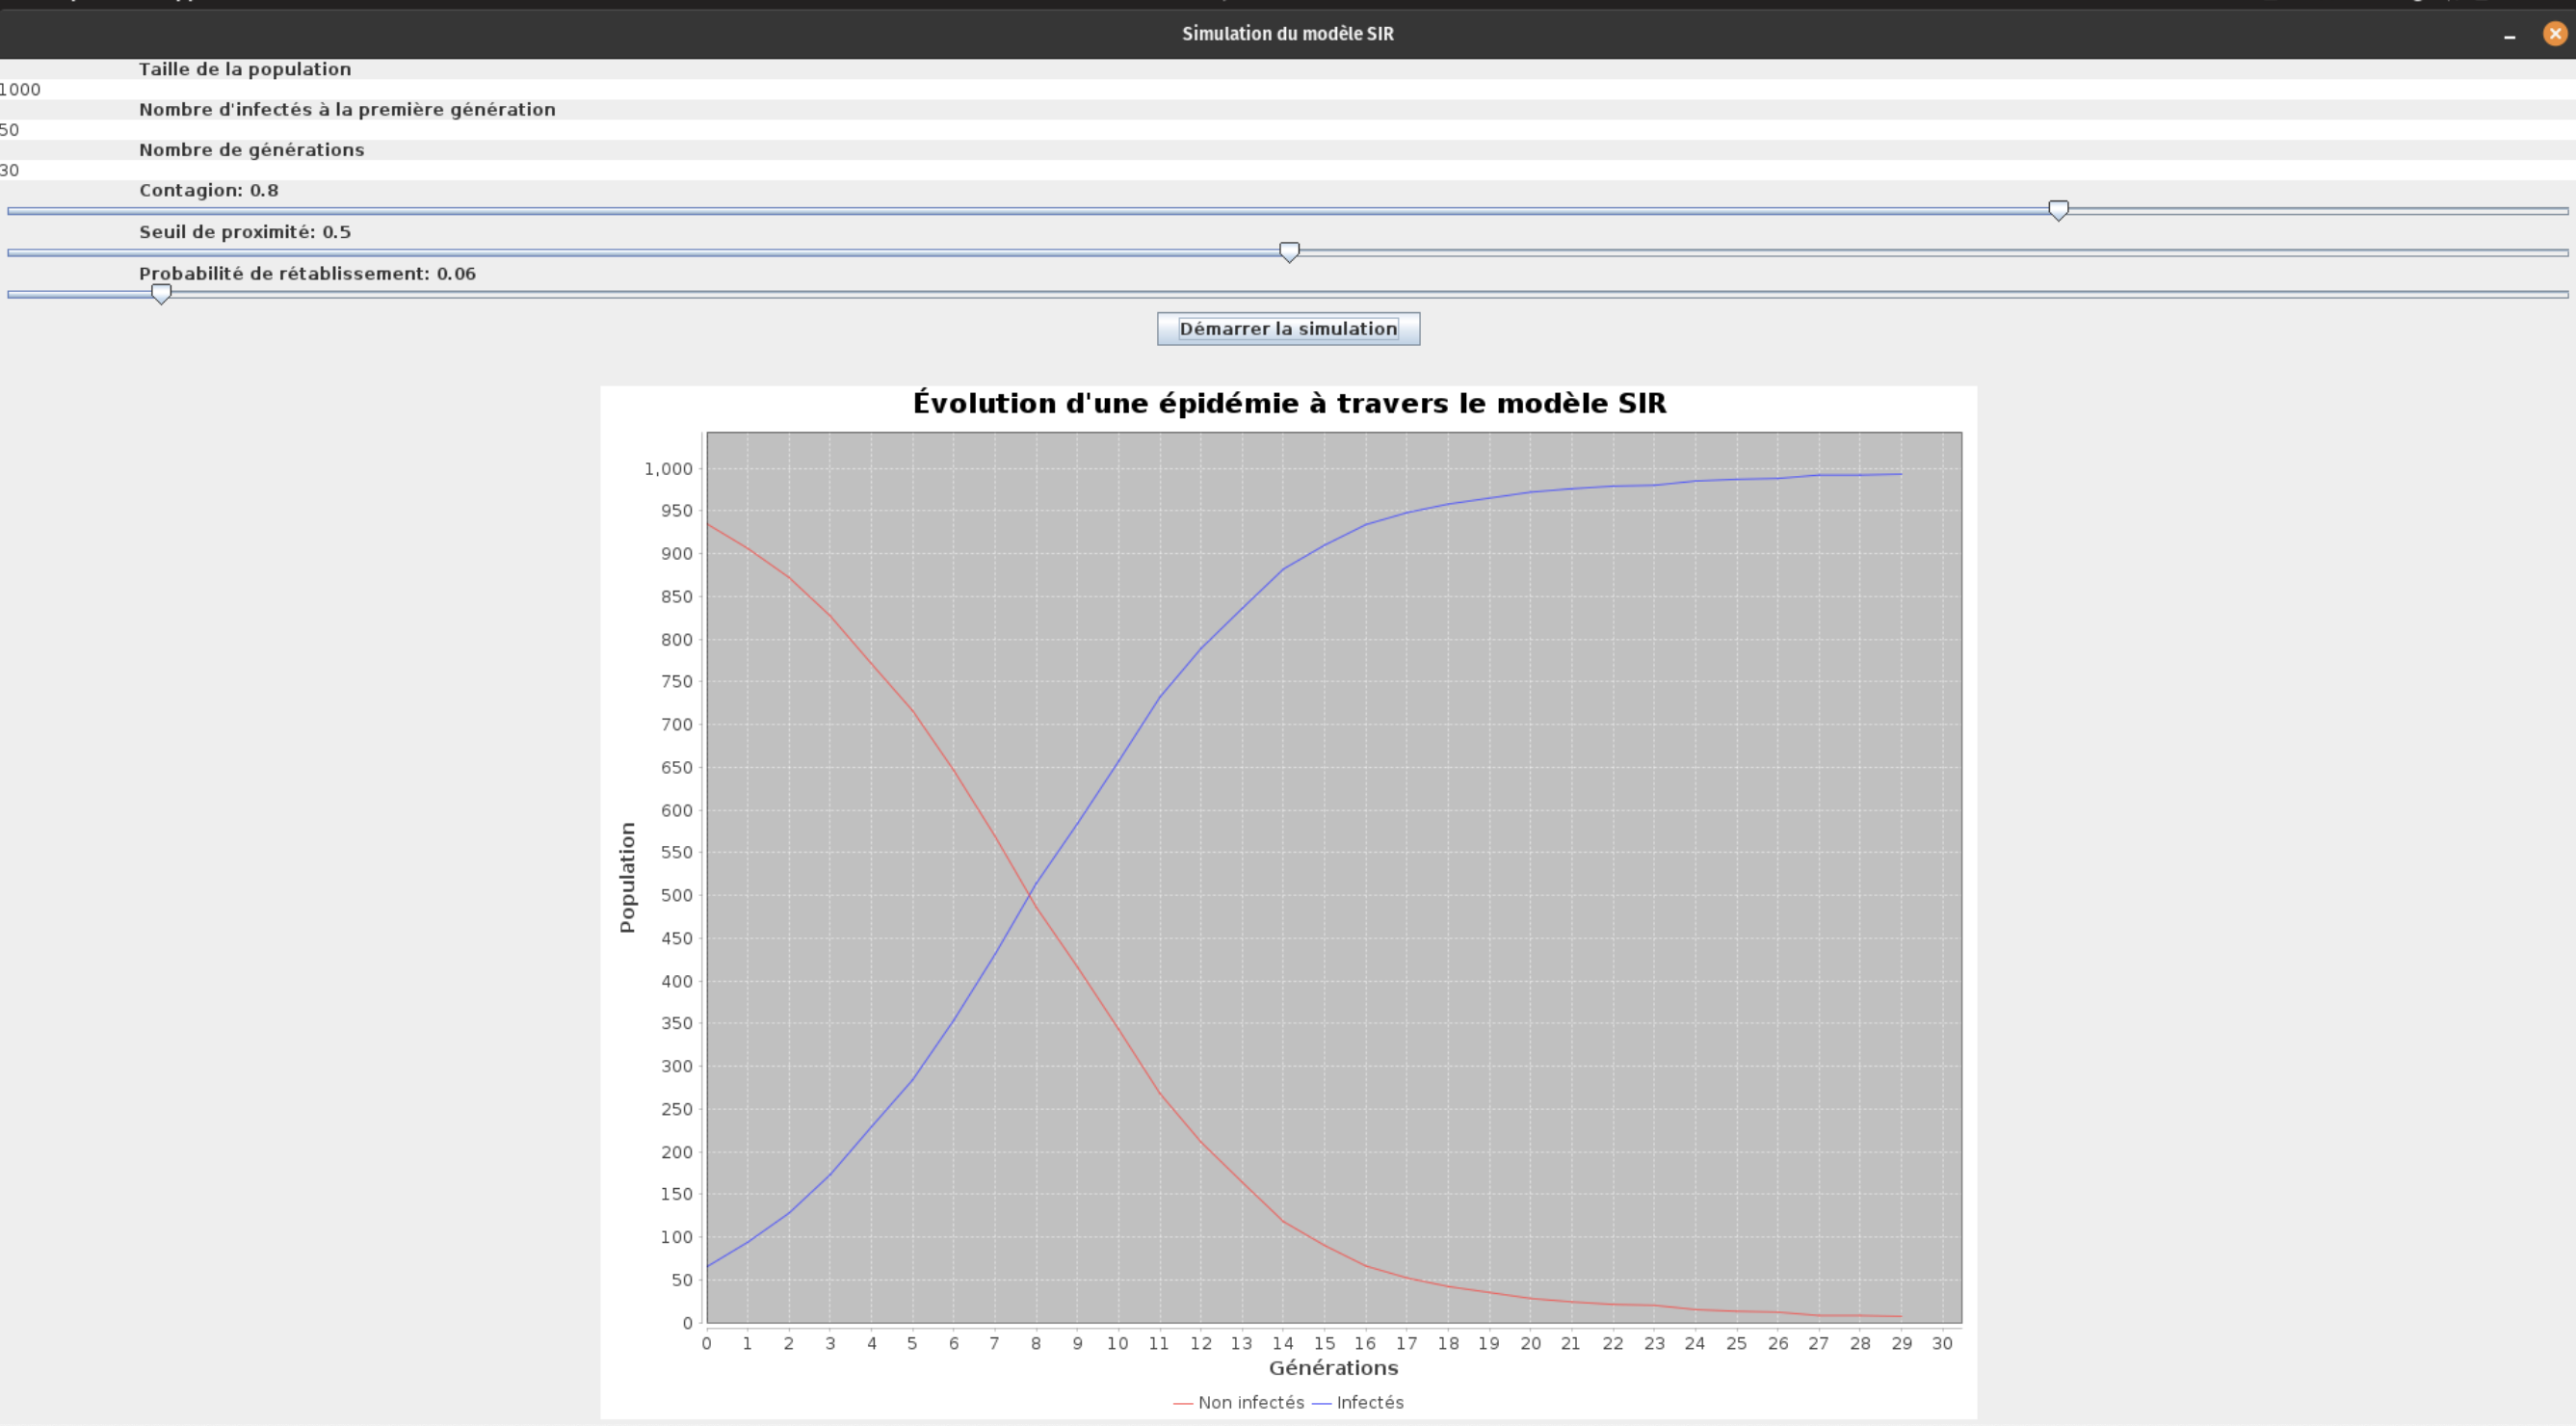 Simulation du modèle SIR
Taille de la population
1000
Nombre d'infectés à la première génération
50
Nombre de générations
30
Contagion: 0.8
Seuil de proximité: 0.5
Probabilité de rétablissement: 0.06
Démarrer la simulation
Évolution d'une épidémie à travers le modèle SIR
1,000
950
900
850
800
750
700
650
600
550
500
450
400
350
300
250
200
150
100
50
0
Population
0 1 2 3 4 5 6 7 8 9 10 11 12 13 14 15 16 17 18 19 20 21 22 23 24 25 26 27 28 29 30
Générations
Non infectés Infectés